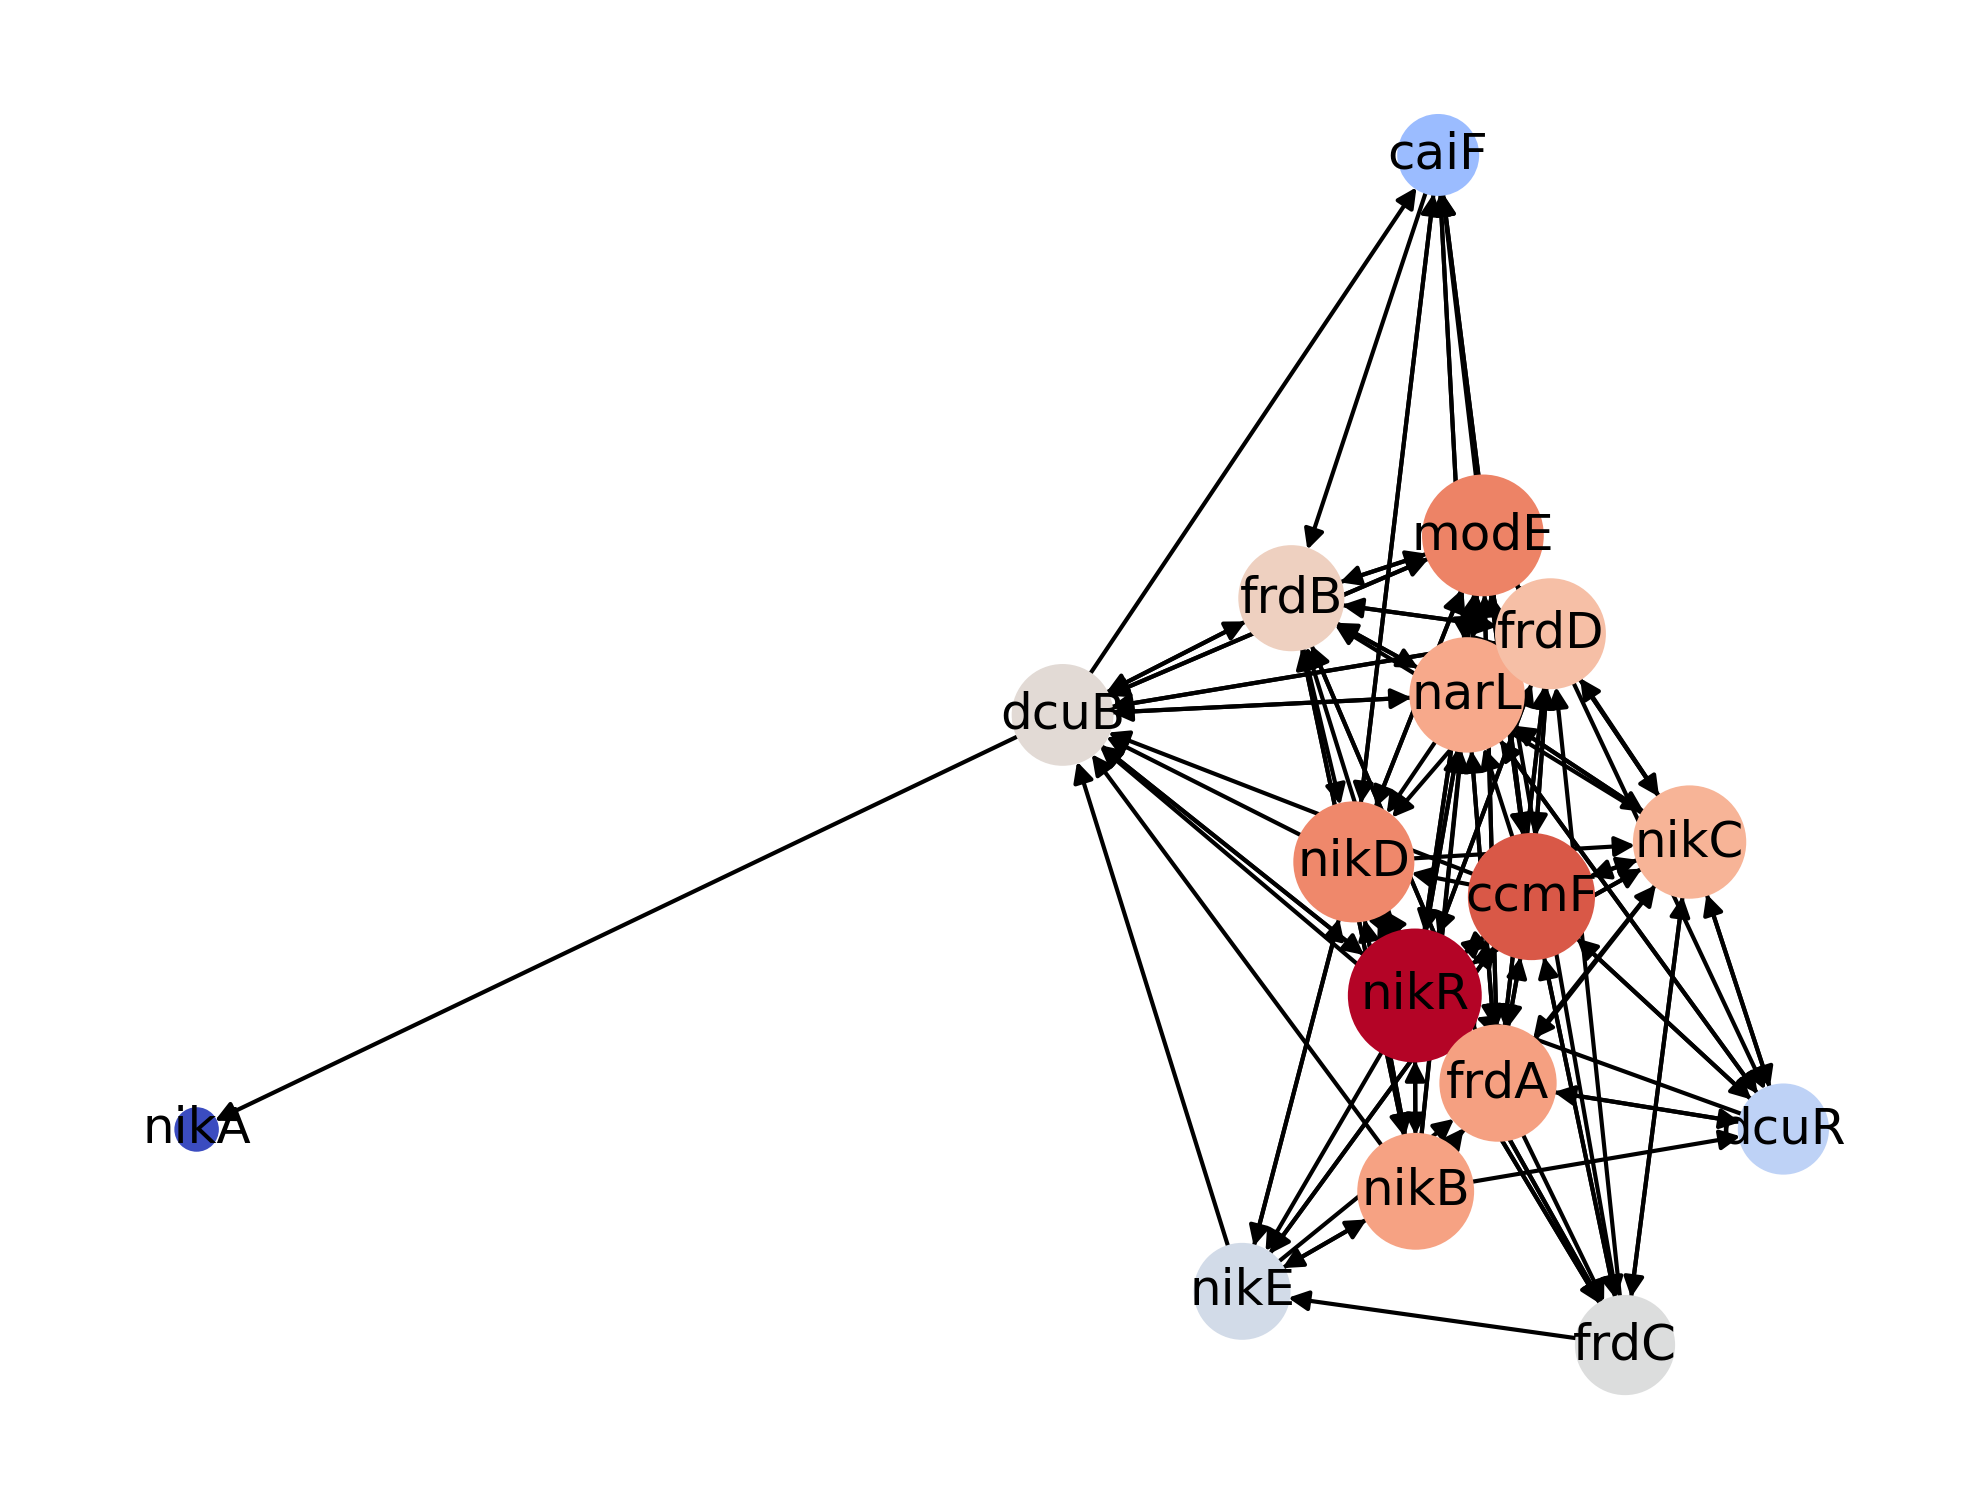 caiF
modE
frdB
frdD
narL
dcuB
nikC
nikD
ccmF
nikR
frdA
nikA
dcuR
nikB
nikE
frdC